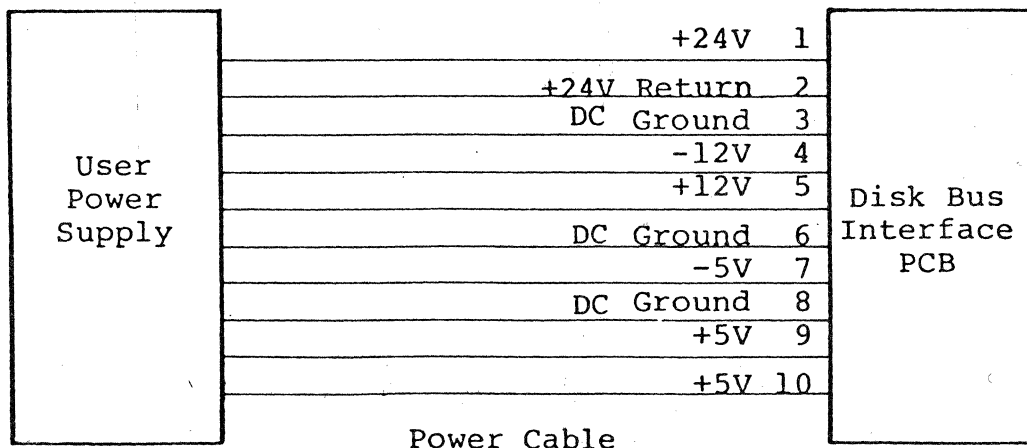 User
Power
Supply
+24V 1
+24V Return 2
DC Ground 3
-12V 4
+12V 5
DC Ground 6
-5V 7
DC Ground 8
+5V 9
+5V 10
Disk Bus
Interface
PCB
Power Cable